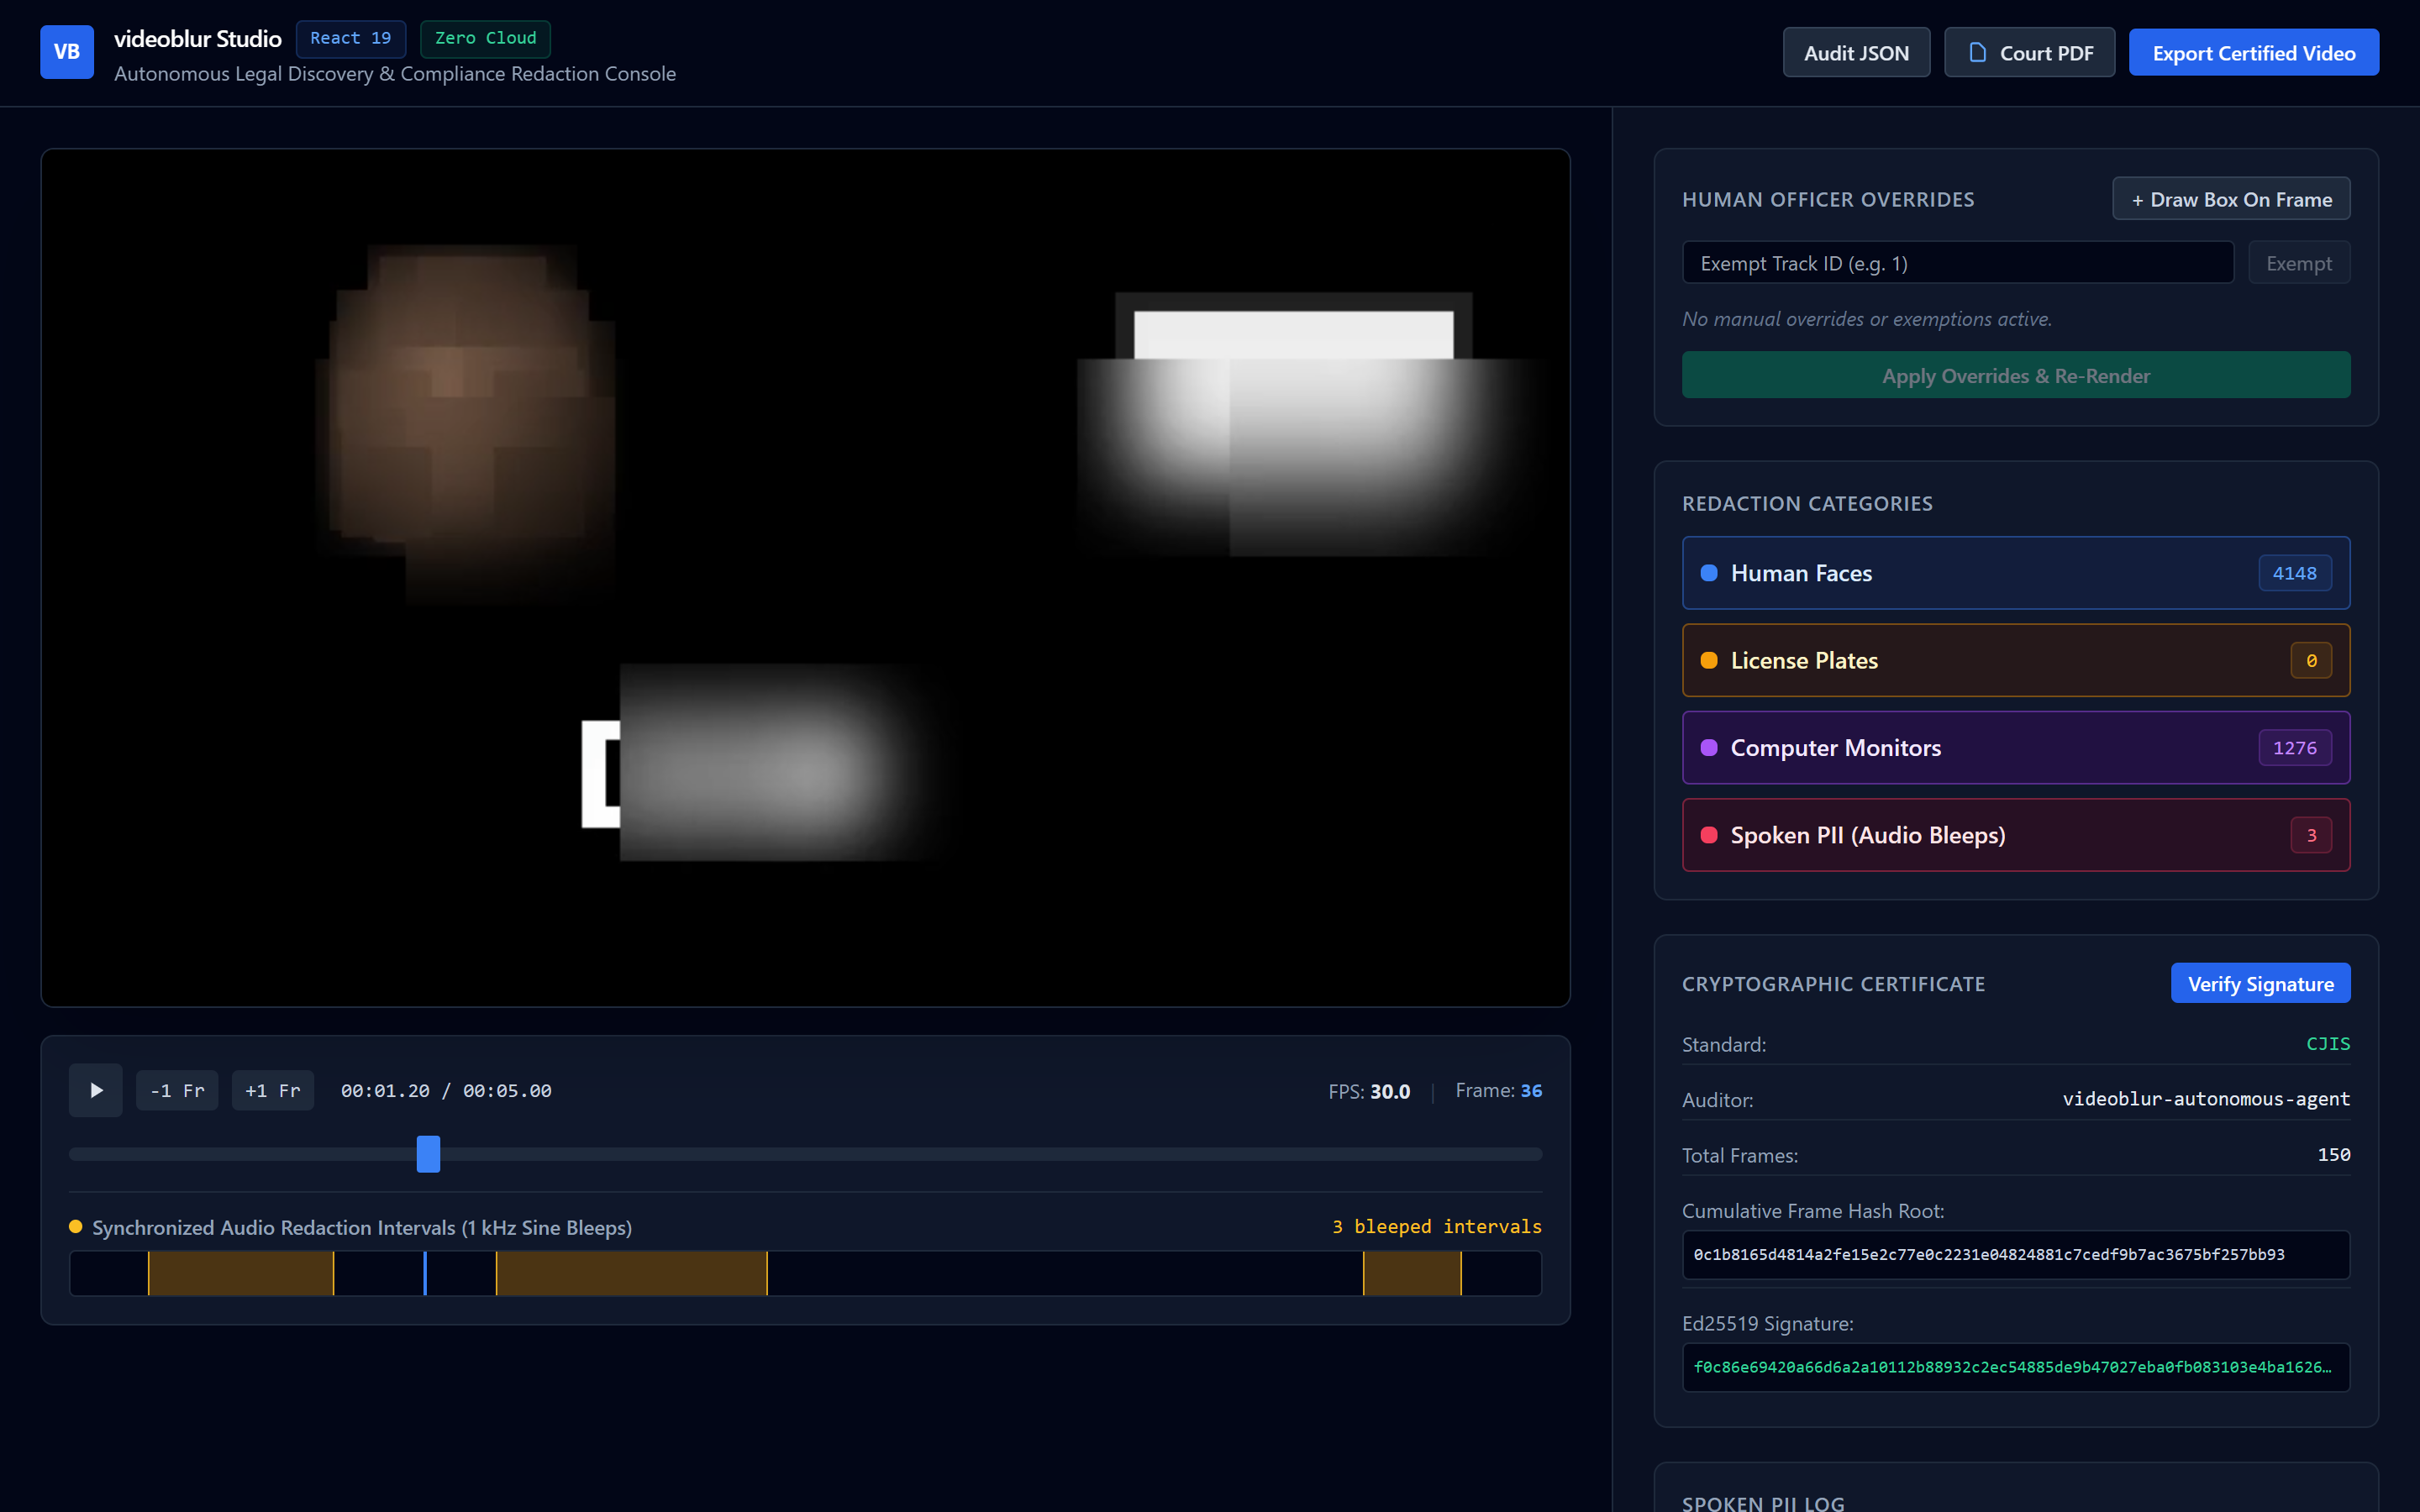 VB
videoblur Studio
React 19
Zero Cloud
Autonomous Legal Discovery & Compliance Redaction Console
Audit JSON
Court PDF
Export Certified Video
-1 Fr
+1 Fr
00:01.20 / 00:05.00
FPS: 30.0
Frame: 36
Synchronized Audio Redaction Intervals (1 kHz Sine Bleeps)
3 bleeped intervals
HUMAN OFFICER OVERRIDES
+ Draw Box On Frame
Exempt Track ID (e.g. 1)
Exempt
No manual overrides or exemptions active.
Apply Overrides & Re-Render
REDACTION CATEGORIES
Human Faces
4148
License Plates
0
Computer Monitors
1276
Spoken PII (Audio Bleeps)
3
CRYPTOGRAPHIC CERTIFICATE
Verify Signature
Standard:
CJIS
Auditor:
videoblur-autonomous-agent
Total Frames:
150
Cumulative Frame Hash Root:
0c1b8165d4814a2fe15e2c77e0c2231e04824881c7cedf9b7ac3675bf257bb93
Ed25519 Signature:
f0c86e69420a66d6a2a10112b88932c2ec54885de9b47027eba0fb083103e4ba1626…
SPOKEN PII LOG